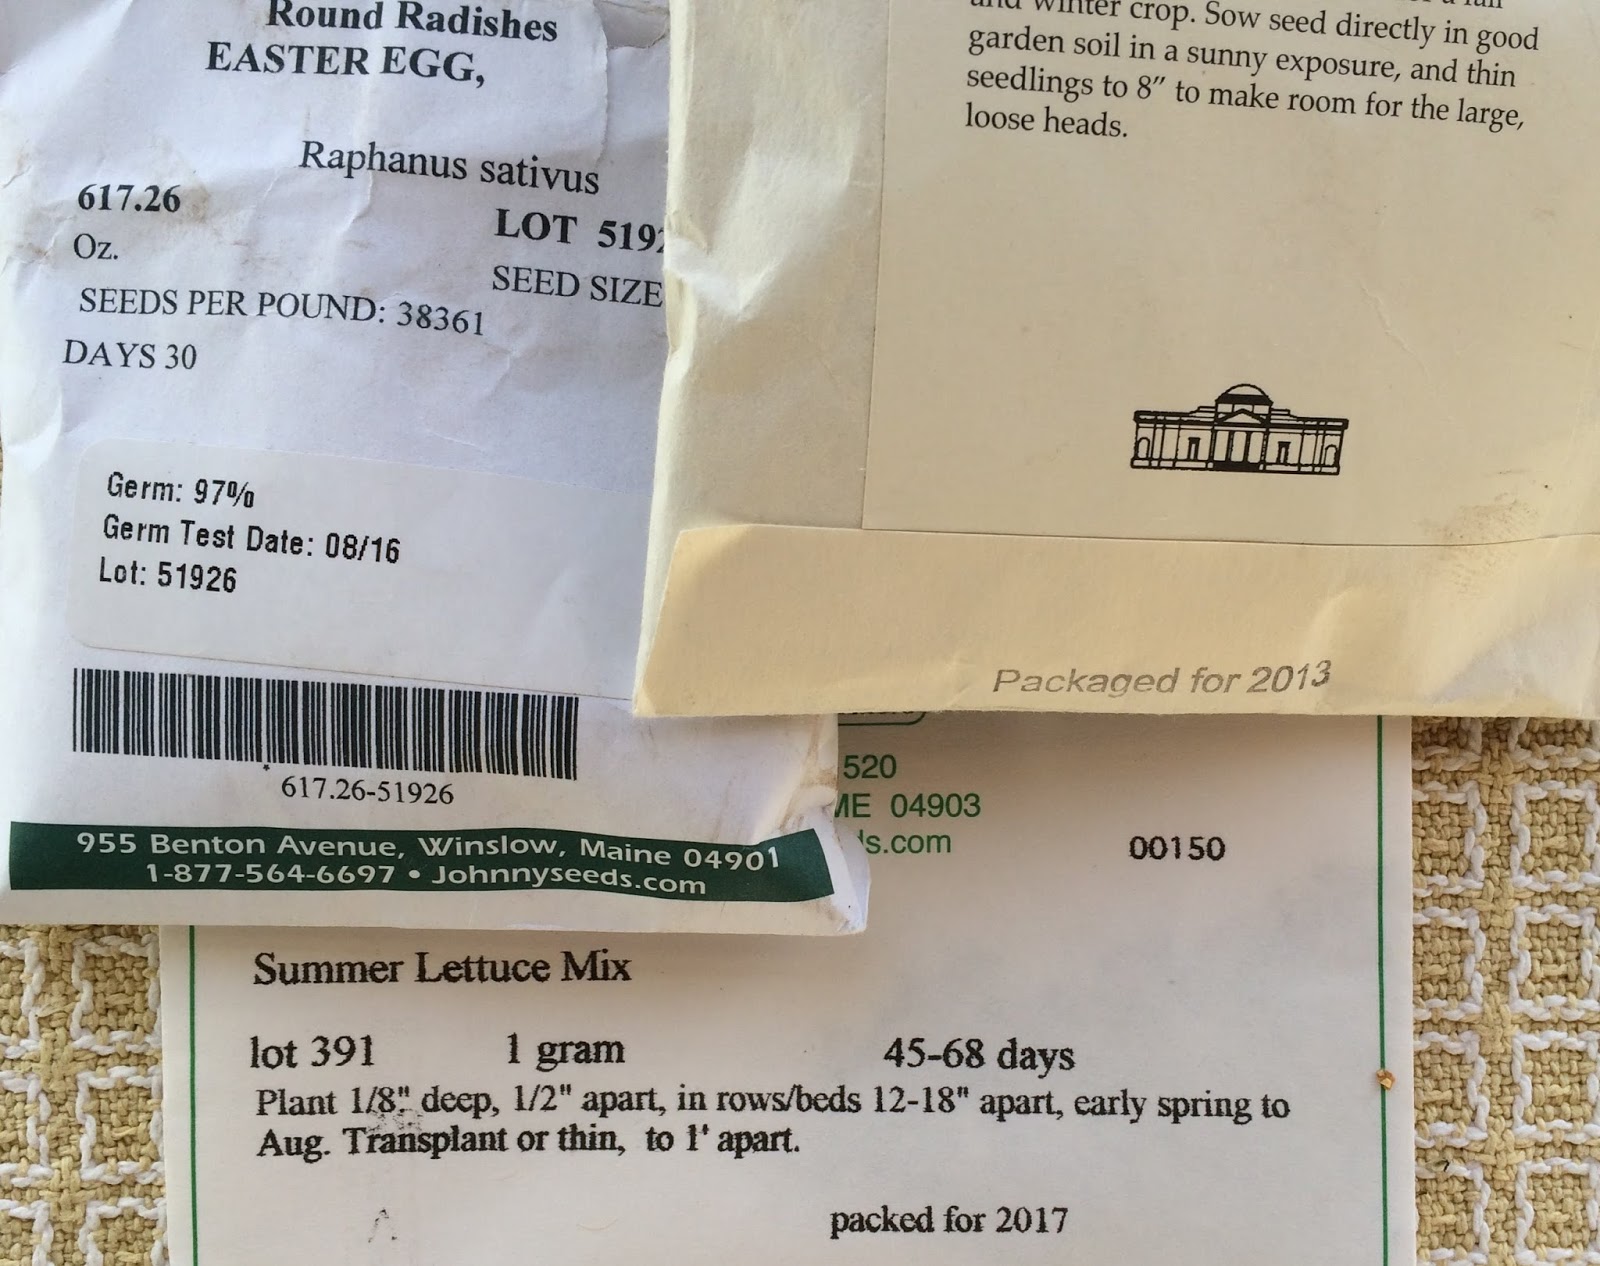 Round Radishes
EASTER EGG,
Raphanus sativus
617.26
LOT 5192
Oz.
SEED SIZE
SEEDS PER POUND: 38361
DAYS 30
Germ: 97%
Germ Test Date: 08/16
Lot: 51926
617.26-51926
955 Benton Avenue, Winslow, Maine 04901
1-877-564-6697 • Johnnyseeds.com
and winter crop. Sow seed directly in good
garden soil in a sunny exposure, and thin
seedlings to 8" to make room for the large,
loose heads.
Packaged for 2013
520
ME 04903
ds.com
00150
Summer Lettuce Mix
lot 391 1 gram 45-68 days
Plant 1/8" deep, 1/2" apart, in rows/beds 12-18" apart, early spring to
Aug. Transplant or thin, to 1' apart.
packed for 2017